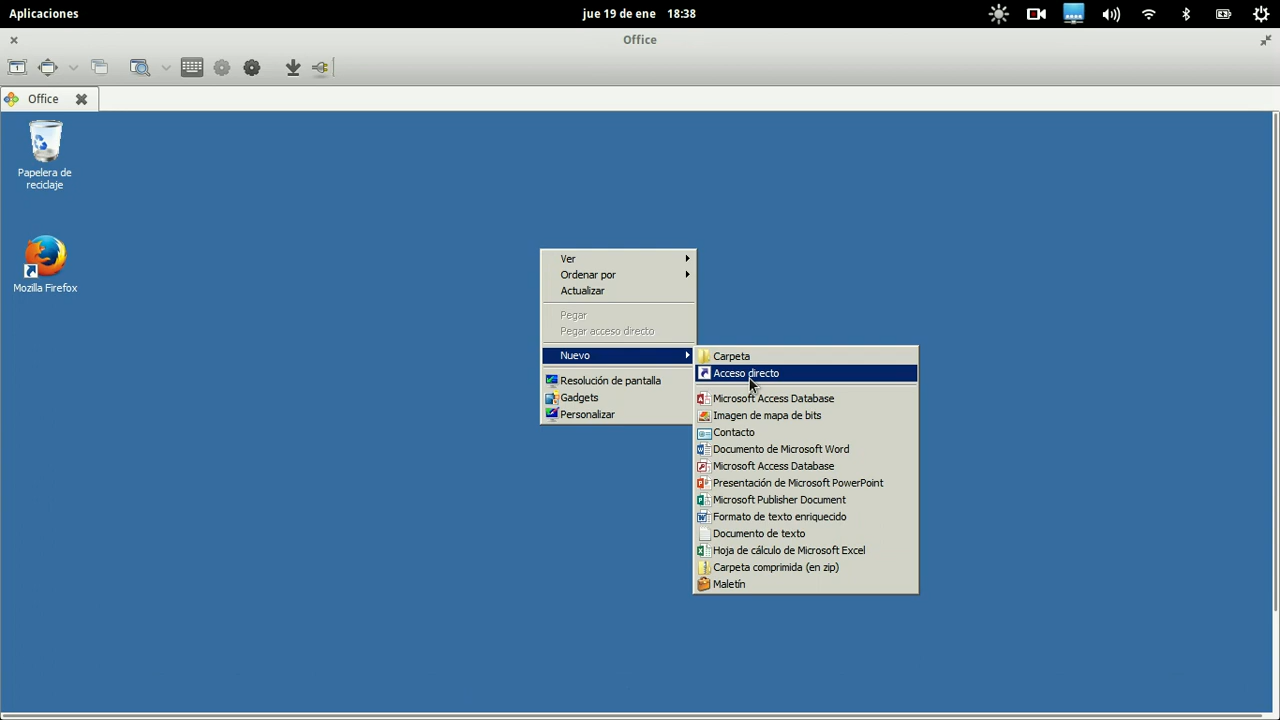 Aplicaciones
jue 19 de ene 18:38
Office
1
Office
Papelera de
reciclaje
Mozilla Firefox
Ver
Ordenar por
Actualizar
Pegar
Pegar acceso directo
Nuevo
Resolución de pantalla
Gadgets
Personalizar
Carpeta
Acceso directo
Microsoft Access Database
Imagen de mapa de bits
Contacto
Documento de Microsoft Word
Microsoft Access Database
Presentación de Microsoft PowerPoint
Microsoft Publisher Document
Formato de texto enriquecido
Documento de texto
Hoja de cálculo de Microsoft Excel
Carpeta comprimida (en zip)
Maletín